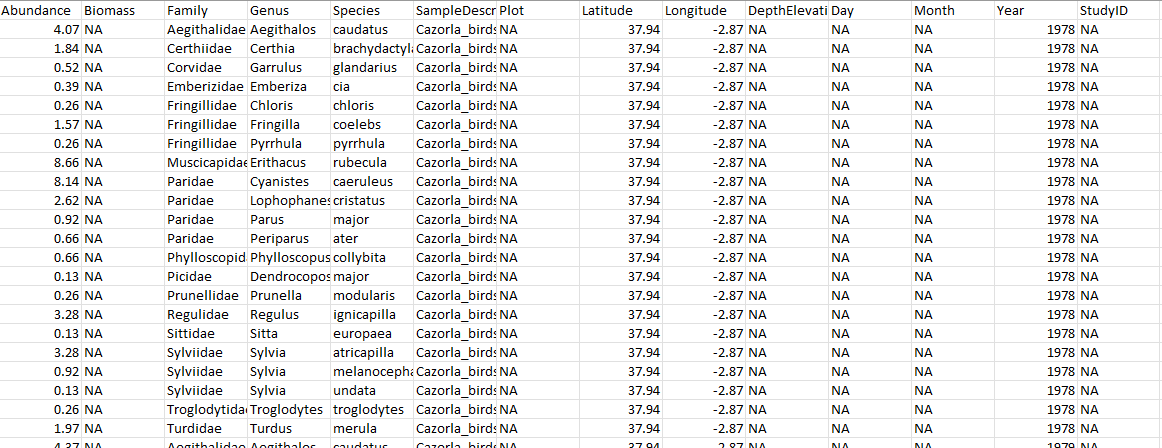 Abundance Biomass Family Genus Species SampleDescr Plot Latitude Longitude DepthElevati Day Month Year StudyID
4.07 NA Aegithalidae Aegithalos caudatus Cazorla_birds NA 37.94 -2.87 NA NA NA 1978 NA
1.84 NA Certhiidae Certhia brachydactyla Cazorla_birds NA 37.94 -2.87 NA NA NA 1978 NA
0.52 NA Corvidae Garrulus glandarius Cazorla_birds NA 37.94 -2.87 NA NA NA 1978 NA
0.39 NA Emberizidae Emberiza cia Cazorla_birds NA 37.94 -2.87 NA NA NA 1978 NA
0.26 NA Fringillidae Chloris chloris Cazorla_birds NA 37.94 -2.87 NA NA NA 1978 NA
1.57 NA Fringillidae Fringilla coelebs Cazorla_birds NA 37.94 -2.87 NA NA NA 1978 NA
0.26 NA Fringillidae Pyrrhula pyrrhula Cazorla_birds NA 37.94 -2.87 NA NA NA 1978 NA
8.66 NA Muscicapidae Erithacus rubecula Cazorla_birds NA 37.94 -2.87 NA NA NA 1978 NA
8.14 NA Paridae Cyanistes caeruleus Cazorla_birds NA 37.94 -2.87 NA NA NA 1978 NA
2.62 NA Paridae Lophophanes cristatus Cazorla_birds NA 37.94 -2.87 NA NA NA 1978 NA
0.92 NA Paridae Parus major Cazorla_birds NA 37.94 -2.87 NA NA NA 1978 NA
0.66 NA Paridae Periparus ater Cazorla_birds NA 37.94 -2.87 NA NA NA 1978 NA
0.66 NA Phylloscopid Phylloscopus collybita Cazorla_birds NA 37.94 -2.87 NA NA NA 1978 NA
0.13 NA Picidae Dendrocopos major Cazorla_birds NA 37.94 -2.87 NA NA NA 1978 NA
0.26 NA Prunellidae Prunella modularis Cazorla_birds NA 37.94 -2.87 NA NA NA 1978 NA
3.28 NA Regulidae Regulus ignicapilla Cazorla_birds NA 37.94 -2.87 NA NA NA 1978 NA
0.13 NA Sittidae Sitta europaea Cazorla_birds NA 37.94 -2.87 NA NA NA 1978 NA
3.28 NA Sylviidae Sylvia atricapilla Cazorla_birds NA 37.94 -2.87 NA NA NA 1978 NA
0.92 NA Sylviidae Sylvia melanocepha Cazorla_birds NA 37.94 -2.87 NA NA NA 1978 NA
0.13 NA Sylviidae Sylvia undata Cazorla_birds NA 37.94 -2.87 NA NA NA 1978 NA
0.26 NA Troglodytidae Troglodytes troglodytes Cazorla_birds NA 37.94 -2.87 NA NA NA 1978 NA
1.97 NA Turdidae Turdus merula Cazorla_birds NA 37.94 -2.87 NA NA NA 1978 NA
4.37 NA Aegithalidae Aegithalos caudatus Cazorla_birds NA 37.94 -2.87 NA NA NA 1978 NA